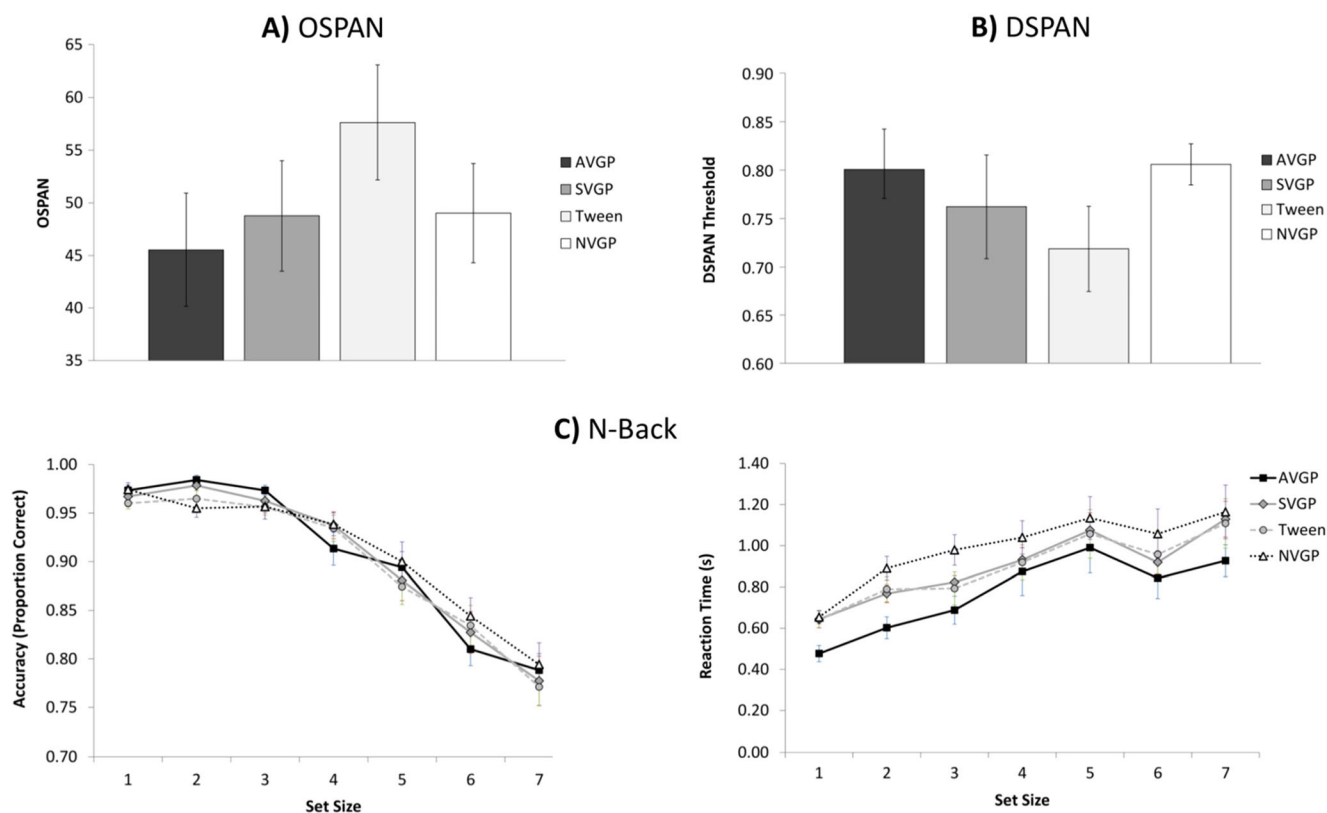 A) OSPAN
65
60
55
50
45
40
35
OSPAN
AVGP
SVGP
Tween
NVGP
B) DSPAN
0.90
0.85
0.80
0.75
0.70
0.65
0.60
DSPAN Threshold
AVGP
SVGP
Tween
NVGP
C) N-Back
1.00
0.95
0.90
0.85
0.80
0.75
0.70
Accuracy (Proportion Correct)
1 2 3 4 5 6 7
Set Size
1.40
1.20
1.00
0.80
0.60
0.40
0.20
0.00
Reaction Time (s)
1 2 3 4 5 6 7
Set Size
AVGP
SVGP
Tween
NVGP